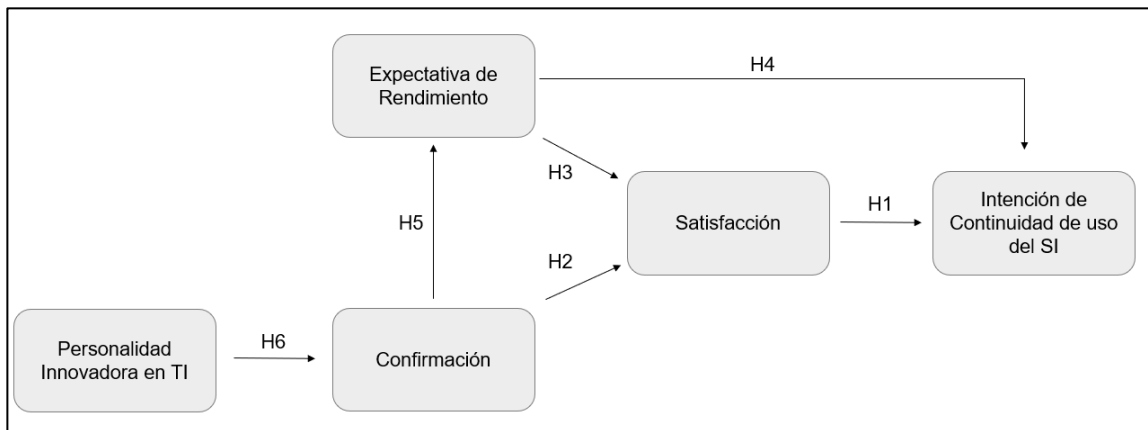 Expectativa de
Rendimiento
H4
H3
Satisfacción
H1
Intención de
Continuidad de uso
del SI
H5
H2
Personalidad
Innovadora en TI
H6
Confirmación